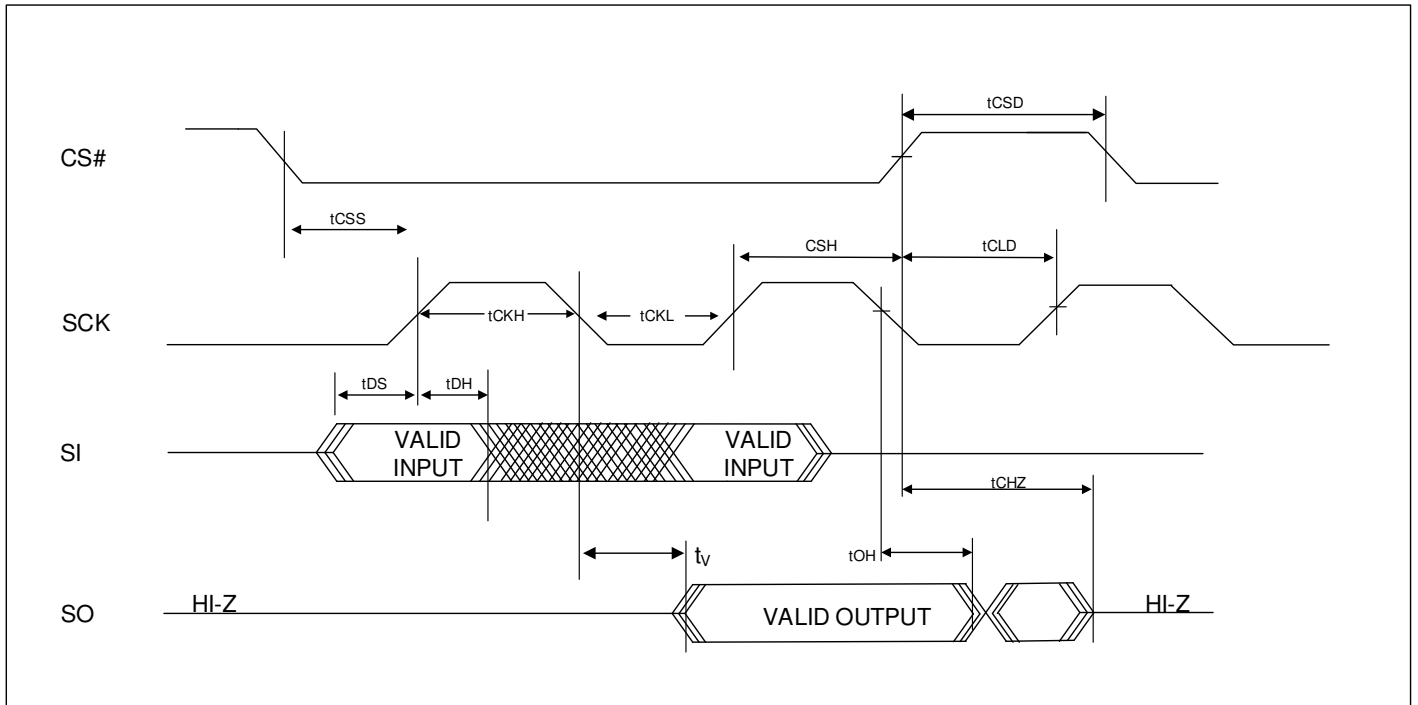 tCSD
CS#
tCSS
CSH
tCLD
SCK
tCKH
tCKL
tDS
tDH
SI
VALID
INPUT
VALID
INPUT
tCHZ
tV
tOH
SO
HI-Z
VALID OUTPUT
HI-Z